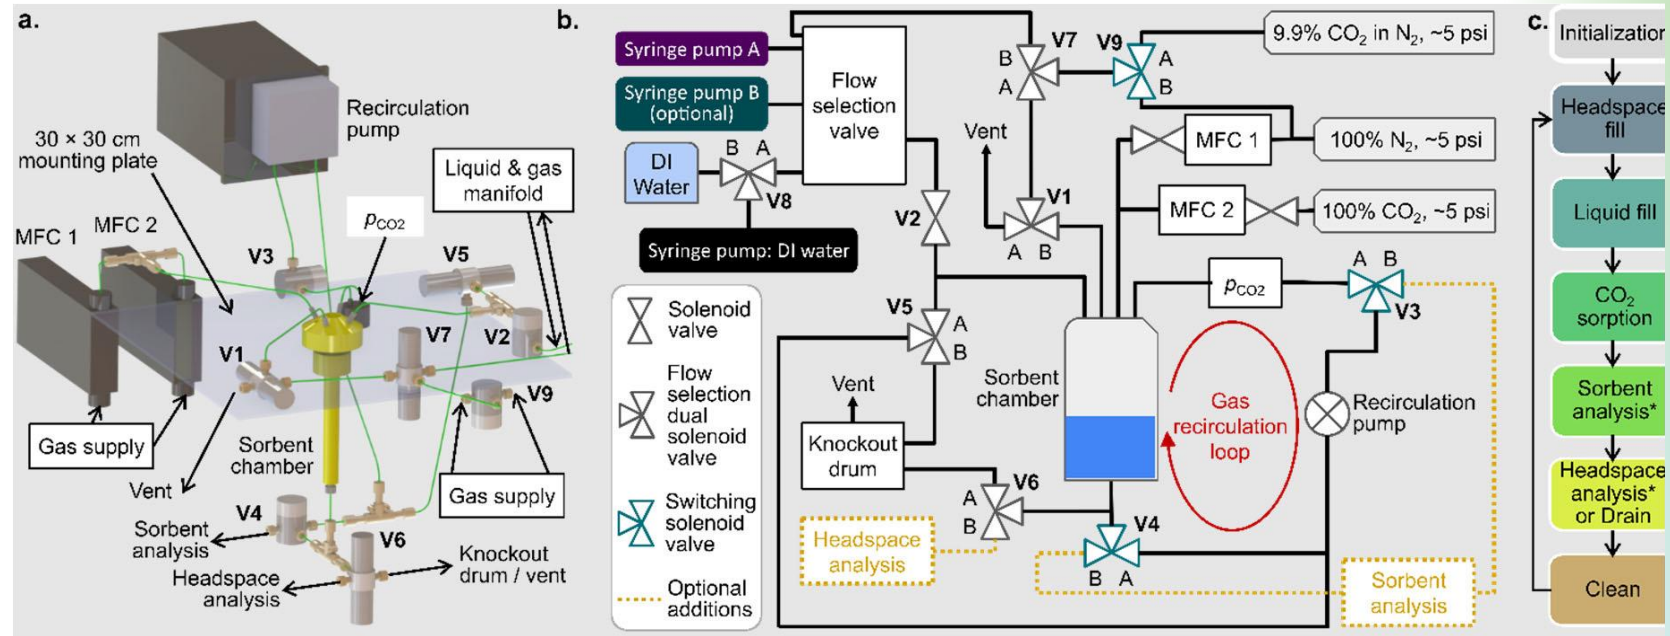 a.
Recirculation
pump
30 × 30 cm
mounting plate
Liquid & gas
manifold
MFC 1
MFC 2
pCO2
V3
V5
V1
V7
V2
V9
Gas supply
Sorbent
chamber
Gas supply
Vent
V4
Sorbent
analysis
V6
Headspace
analysis
Knockout
drum / vent
b.
Syringe pump A
Syringe pump B
(optional)
DI
Water
B A
V8
Syringe pump: DI water
Flow
selection
valve
V7
B
A
V9
A
B
9.9% CO2 in N2, ~5 psi
MFC 1
100% N2, ~5 psi
MFC 2
100% CO2, ~5 psi
Vent
V1
A B
V2
pCO2
A B
V3
V5
A
B
Solenoid
valve
Flow
selection
dual
solenoid
valve
Switching
solenoid
valve
Optional
additions
Vent
Knockout
drum
Sorbent
chamber
Gas
recirculation
loop
Recirculation
pump
V6
A
B
Headspace
analysis
V4
B A
Sorbent
analysis
c.
Initialization
Headspace
fill
Liquid fill
CO2
sorption
Sorbent
analysis*
Headspace
analysis*
or Drain
Clean